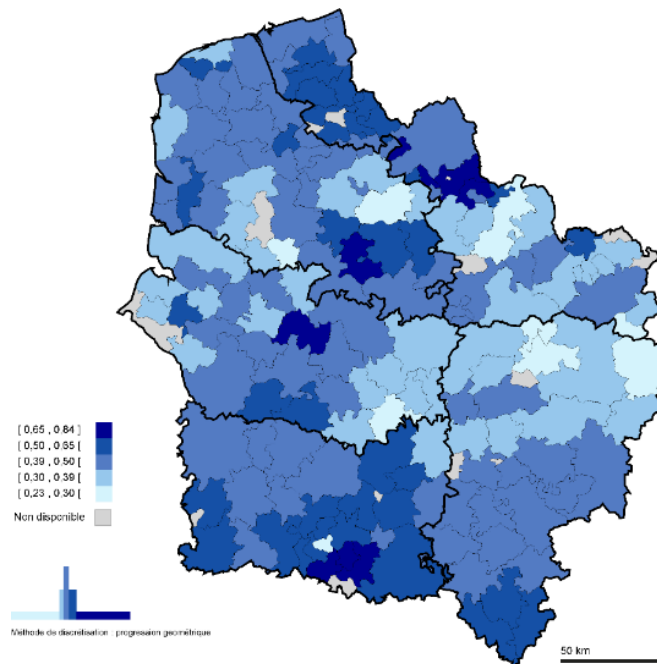 [ 0,65 , 0,84 ]
[ 0,50 , 0,65 [
[ 0,39 , 0,50 [
[ 0,30 , 0,39 [
[ 0,23 , 0,30 [
Non disponible
Méthode de discrétisation : progression géométrique
50 km